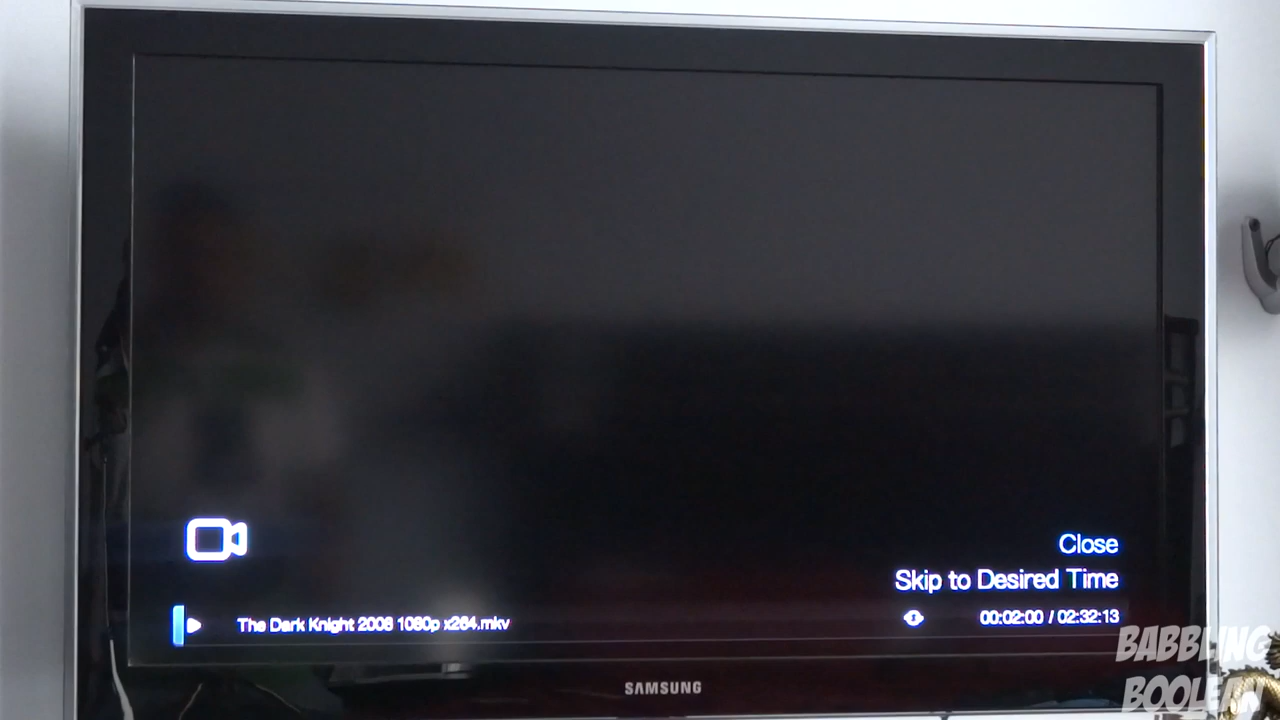 Close
Skip to Desired Time
The Dark Knight 2008 1080p x264.mkv
00:02:00 / 02:32:13
SAMSUNG
BABBLING
BOOLEAN